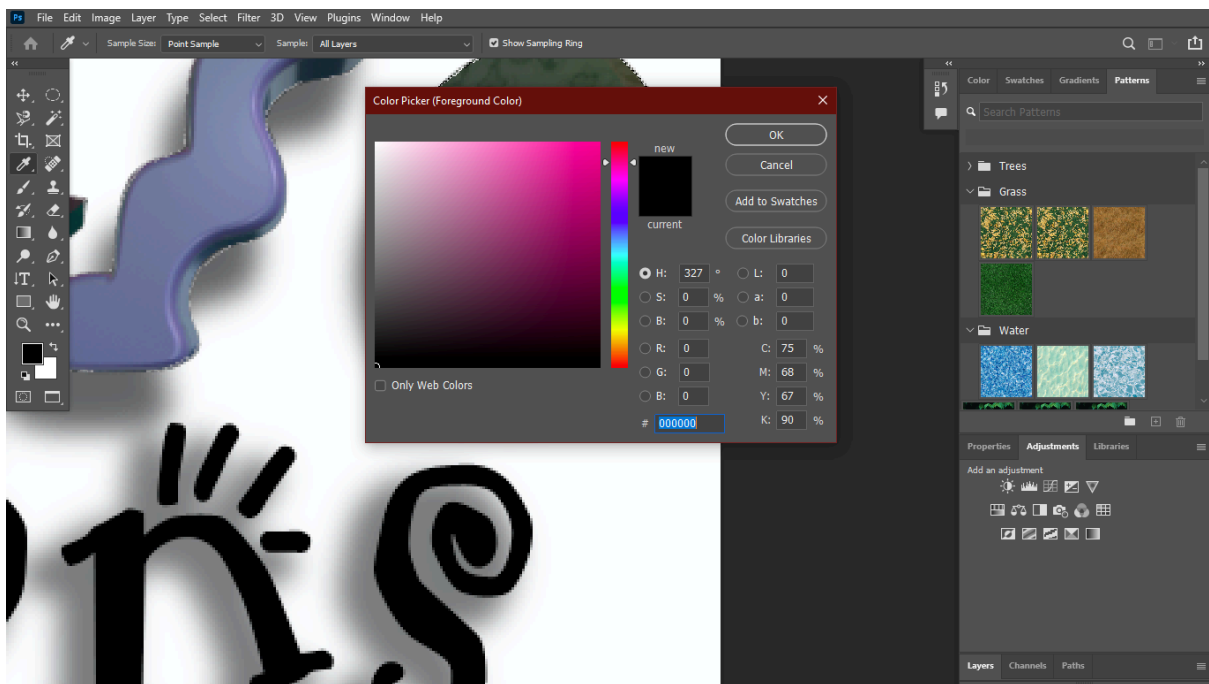 Ps File Edit Image Layer Type Select Filter 3D View Plugins Window Help
Sample Size: Point Sample Sample: All Layers Show Sampling Ring
Color Picker (Foreground Color)
new
current
OK
Cancel
Add to Swatches
Color Libraries
H: 327 ° L: 0
S: 0 % a: 0
B: 0 % b: 0
R: 0 C: 75 %
G: 0 M: 68 %
B: 0 Y: 67 %
# 000000 K: 90 %
Only Web Colors
Color Swatches Gradients Patterns
Search Patterns
Trees
Grass
Water
Properties Adjustments Libraries
Add an adjustment
Layers Channels Paths
ns